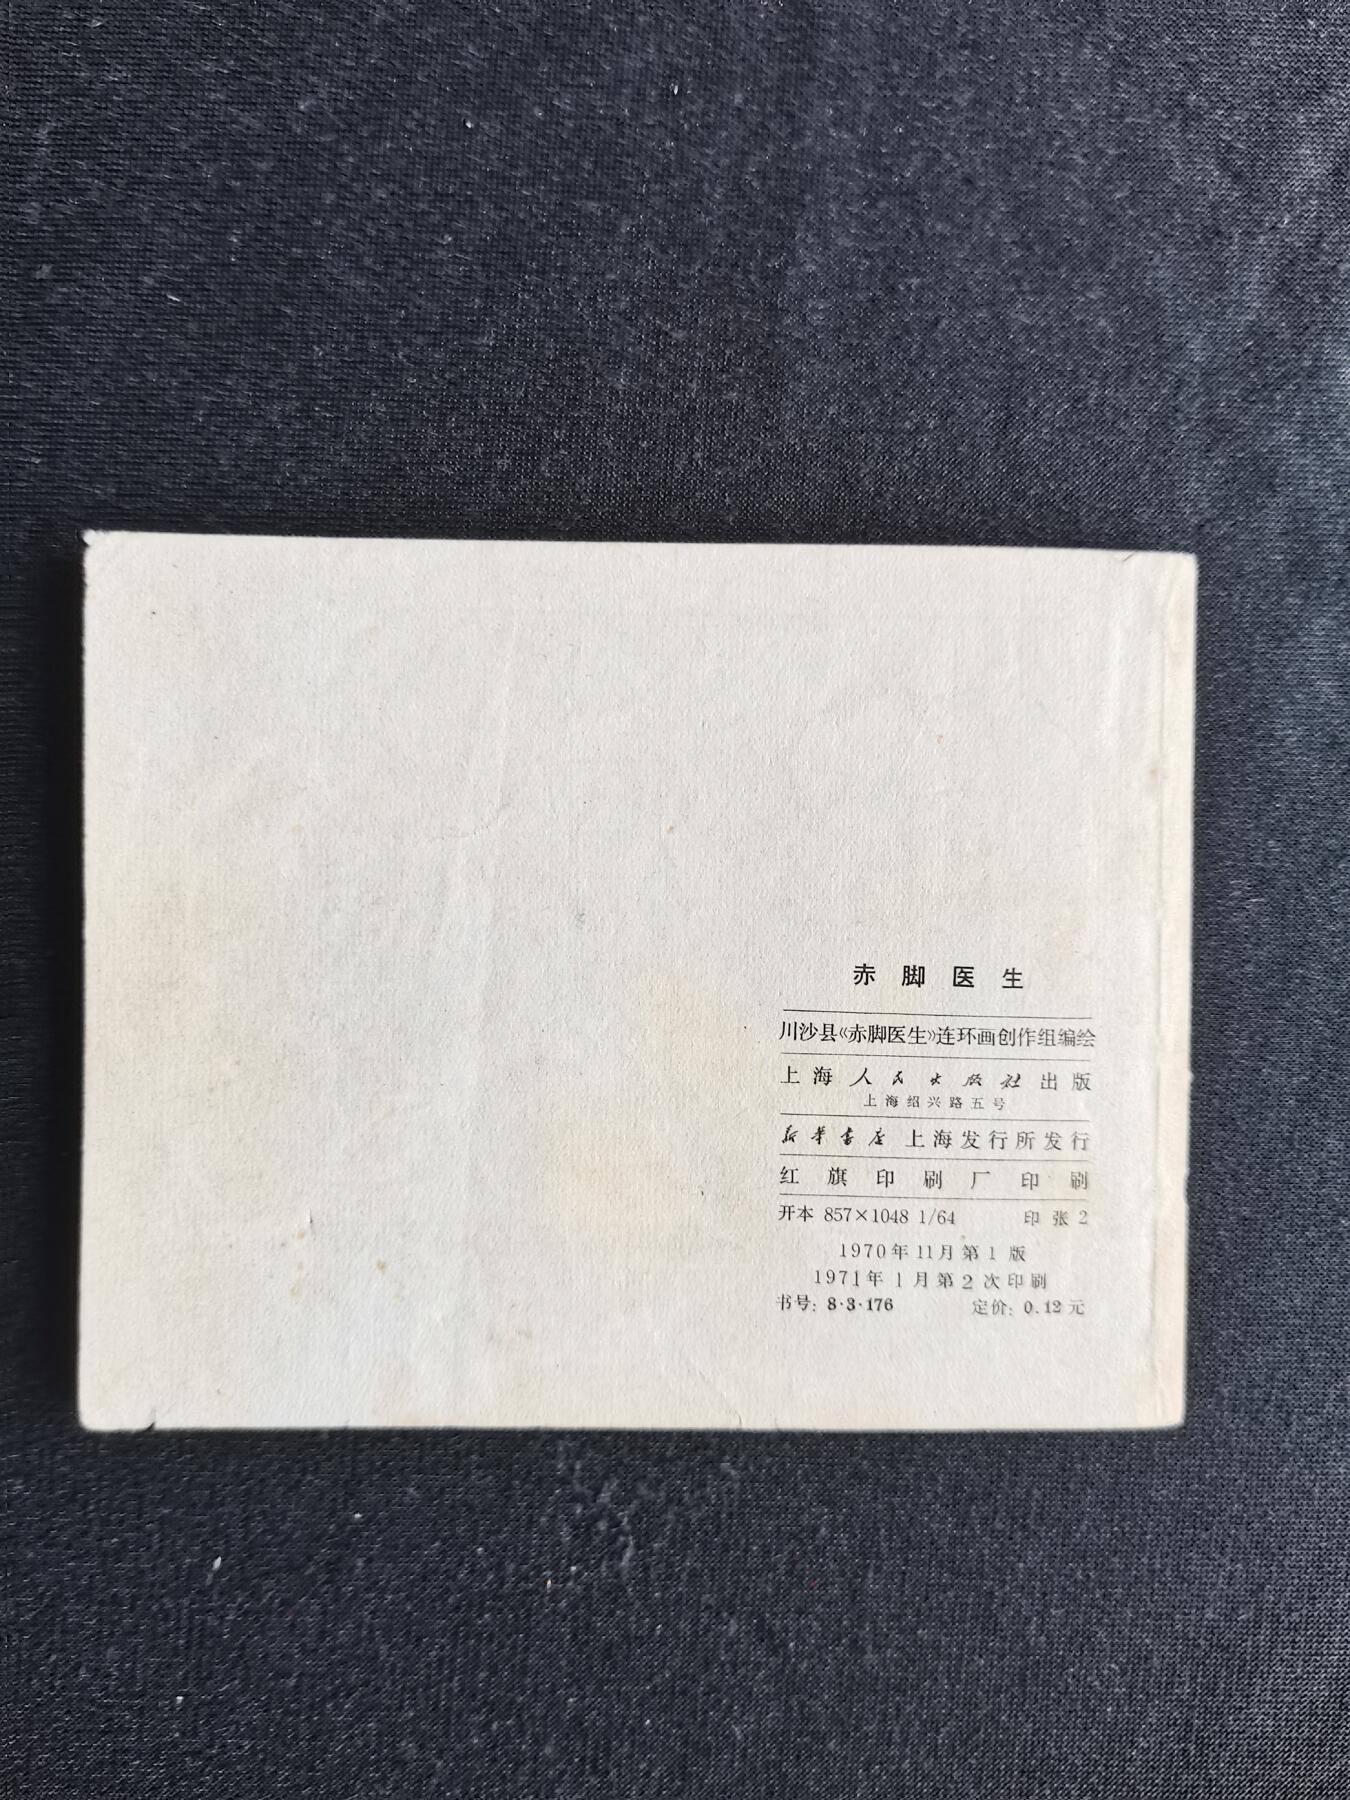 赤脚医生
川沙县《赤脚医生》连环画创作组编绘
上海人民出版社出版
上海绍兴路五号
新华书店上海发行所发行
红旗印刷厂印刷
开本 857×1048 1/64 印张 2
1970年11月第1版
1971年1月第2次印刷
书号: 8·3·176 定价: 0.12元